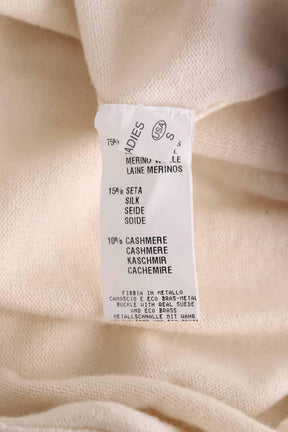 LADIES
USA
S
75%
MERINO
LAINE MERINOS
15% SETA
SILK
SEIDE
SOIDE
10% CASHMERE
CASHMERE
KASCHMIR
CACHEMIRE
FIBBIA IN METALLO
CAMOSCIO E ECO BRAS-METAL
BUCKLE WITH REAL SUEDE
AND ECO BRASS
METALLSCHNALLE MIT WAHR